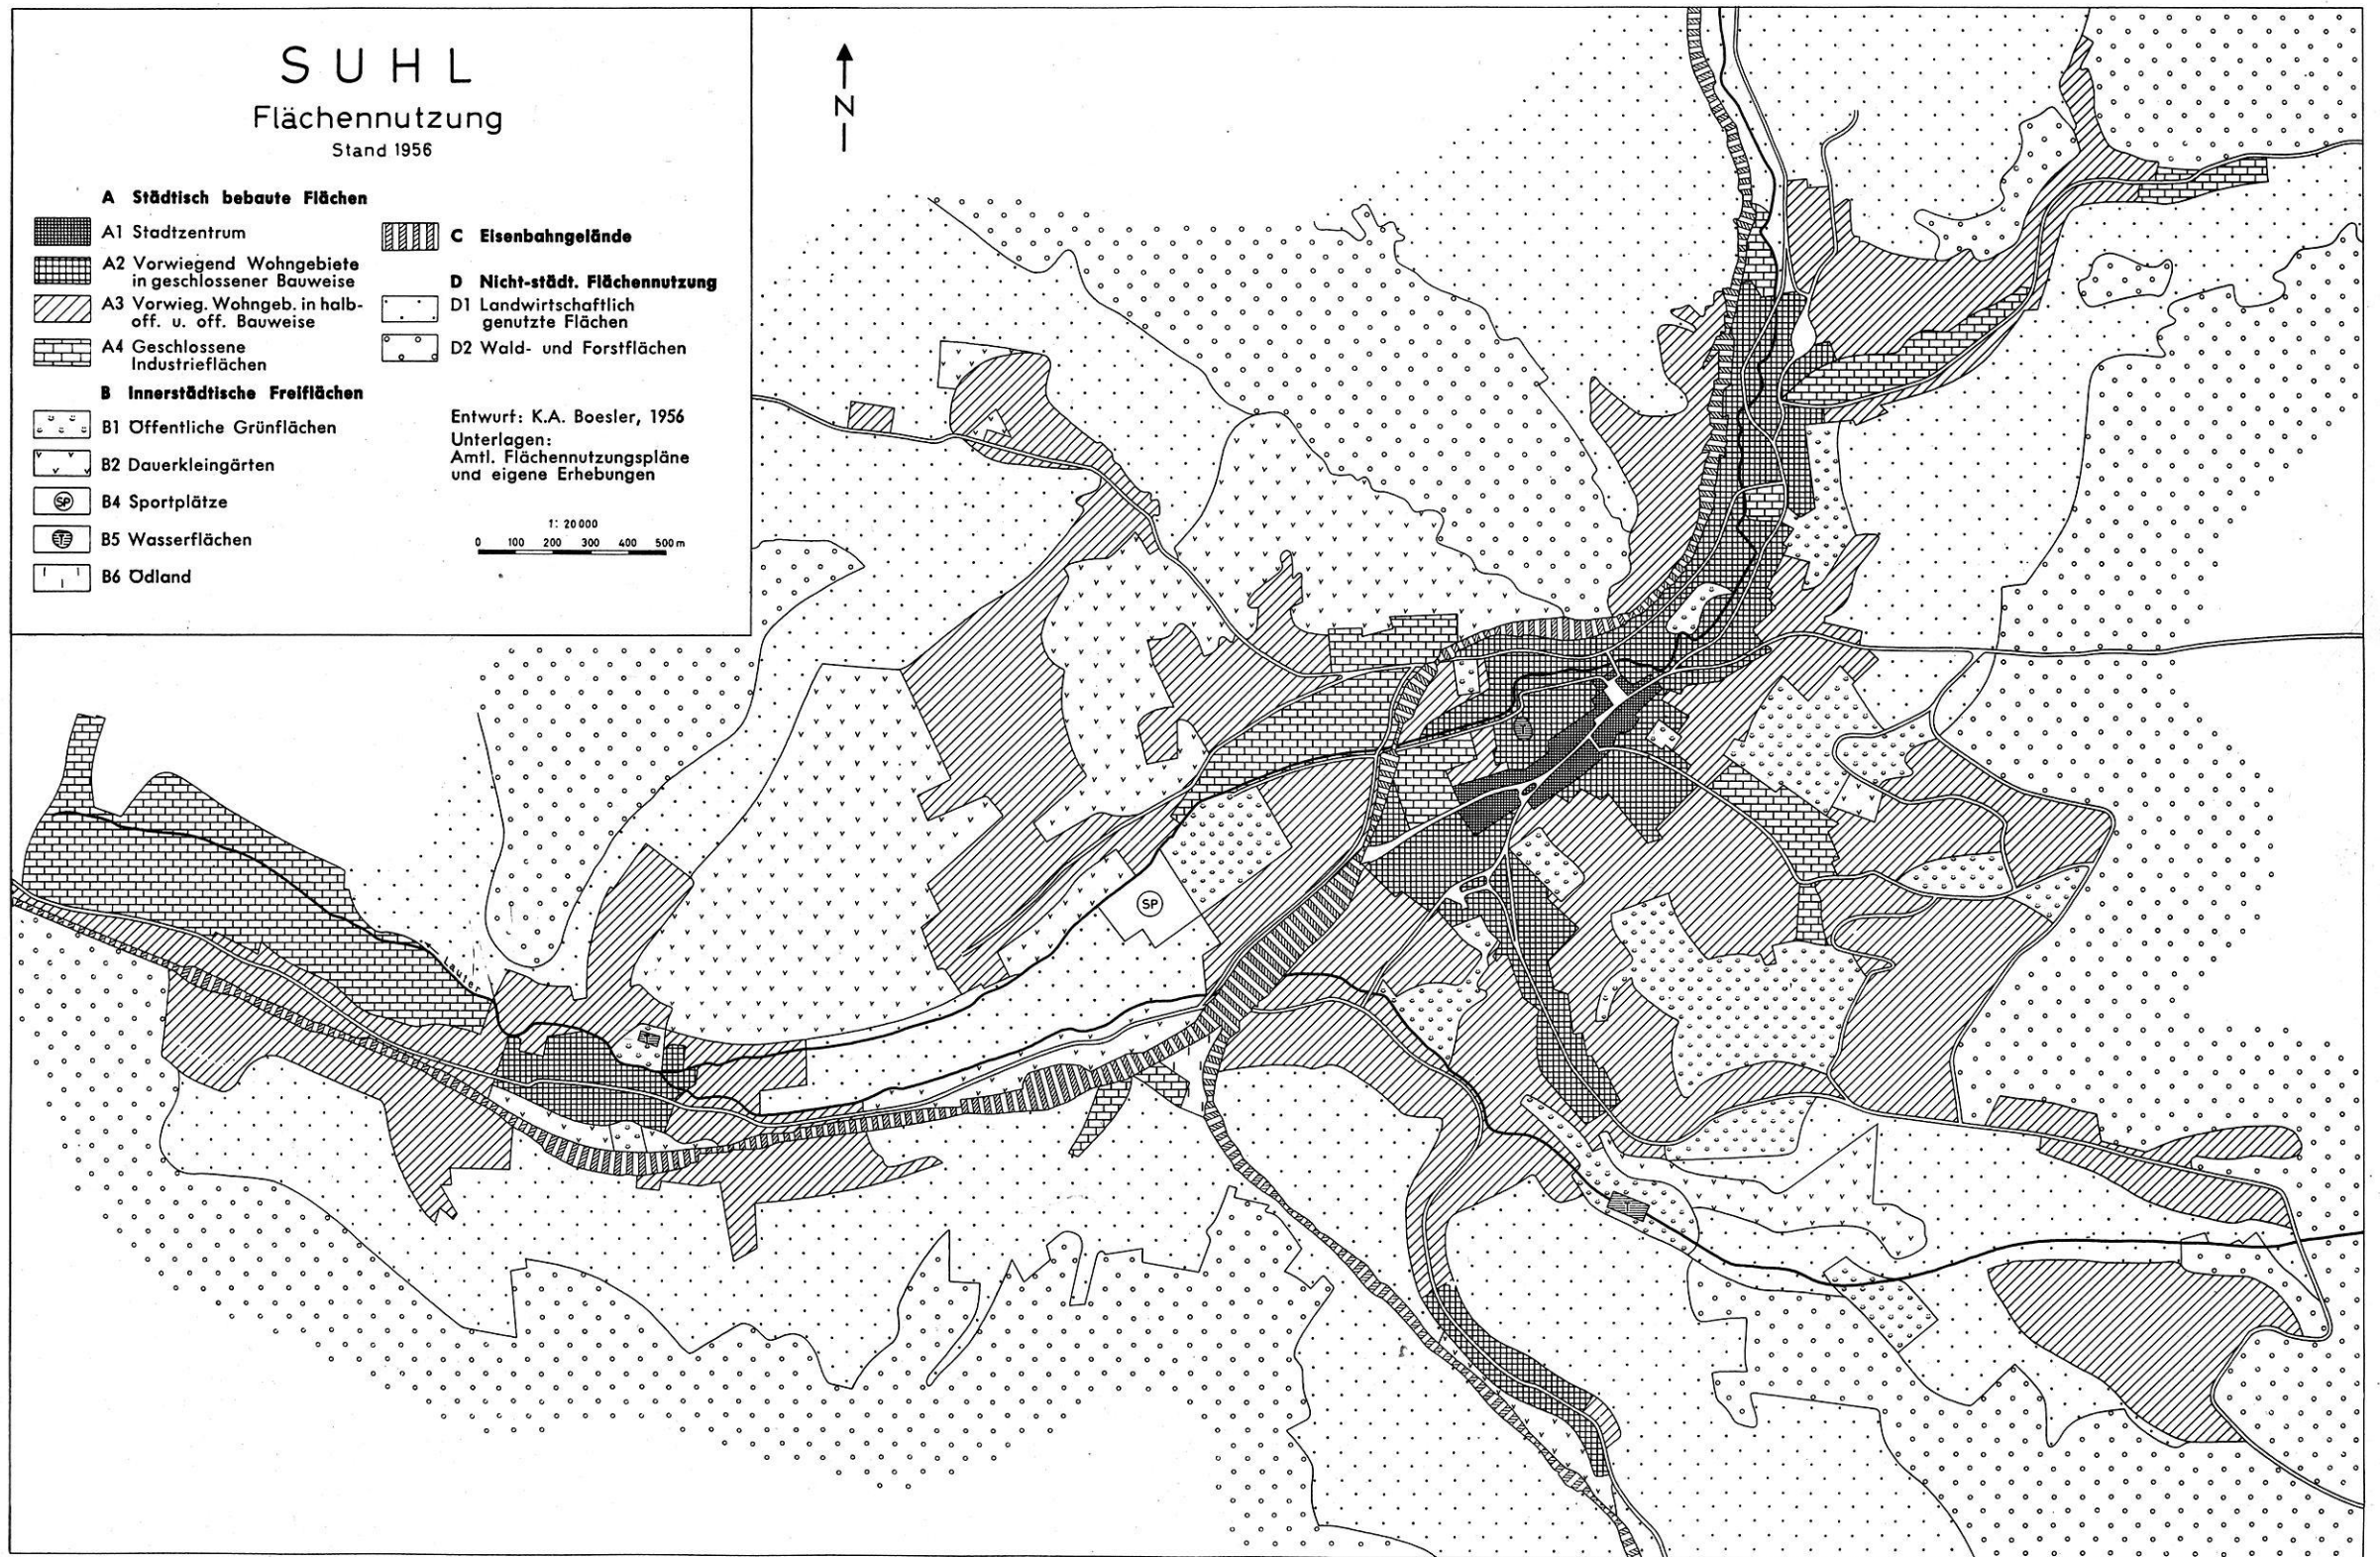 SUHL
Flächennutzung
Stand 1956
A Städtisch bebaute Flächen
A1 Stadtzentrum
A2 Vorwiegend Wohngebiete
in geschlossener Bauweise
A3 Vorwieg. Wohngeb. in halb-
off. u. off. Bauweise
A4 Geschlossene
Industrieflächen
B Innerstädtische Freiflächen
B1 Öffentliche Grünflächen
B2 Dauerkleingärten
SP B4 Sportplätze
B5 Wasserflächen
B6 Ödland
C Eisenbahngelände
D Nicht-städt. Flächennutzung
D1 Landwirtschaftlich
genutzte Flächen
D2 Wald- und Forstflächen
Entwurf: K.A. Boesler, 1956
Unterlagen:
Amtl. Flächennutzungspläne
und eigene Erhebungen
1: 20 000
0 100 200 300 400 500 m
N
SP
Lauter